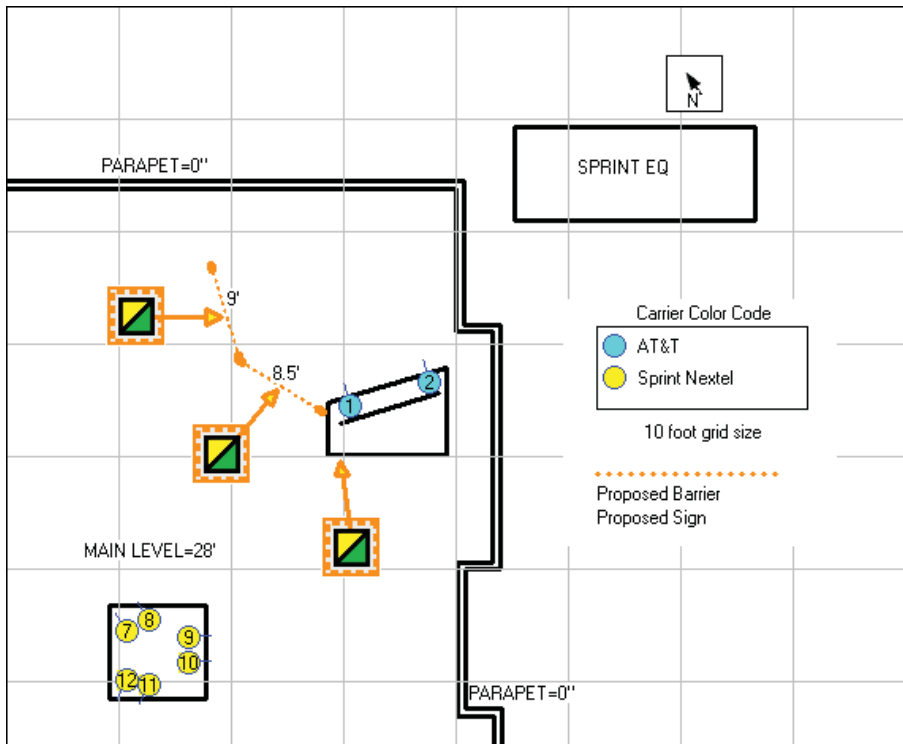 N
PARAPET=0"
SPRINT EQ
9'
Carrier Color Code
AT&T
Sprint Nextel
8.5'
2
1
10 foot grid size
Proposed Barrier
Proposed Sign
MAIN LEVEL=28'
8
7
9
10
12
11
PARAPET=0"